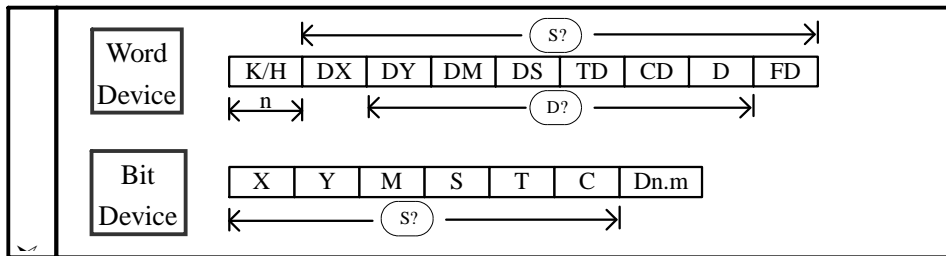 Word
Device
S?
K/H DX DY DM DS TD CD D FD
n
D?
Bit
Device
X Y M S T C Dn.m
S?